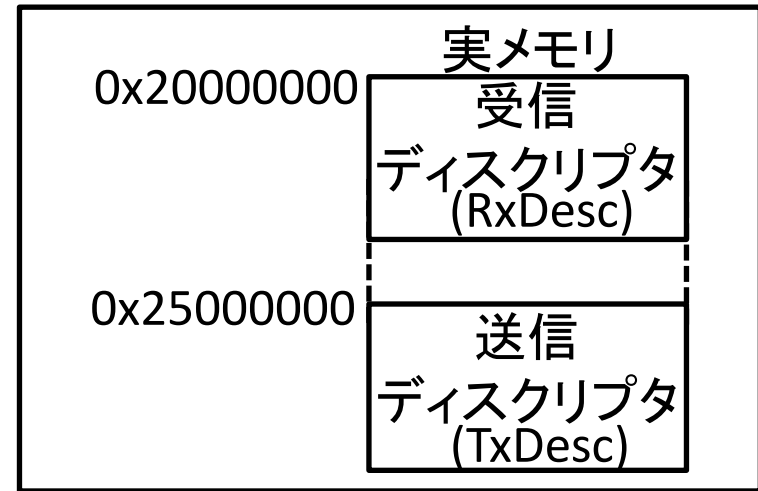 実メモリ
0x20000000
受信
ディスクリプタ
(RxDesc)
0x25000000
送信
ディスクリプタ
(TxDesc)